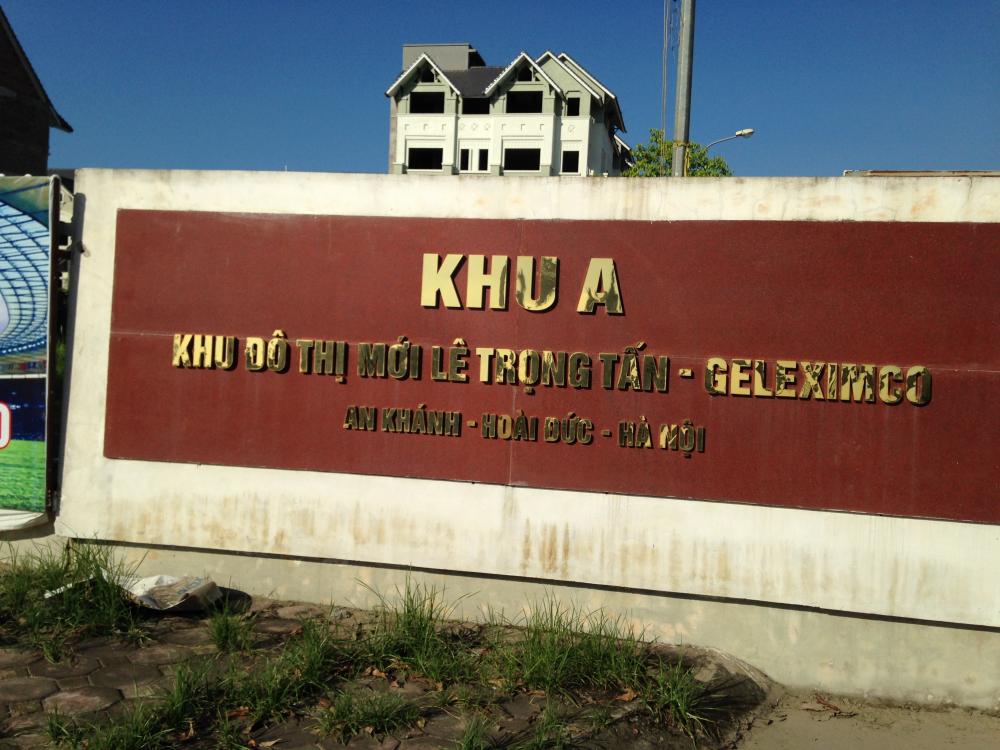 KHU A
KHU ĐÔ THỊ MỚI LÊ TRỌNG TẤN - GELEXIMCO
AN KHÁNH - HOÀI ĐỨC - HÀ NỘI